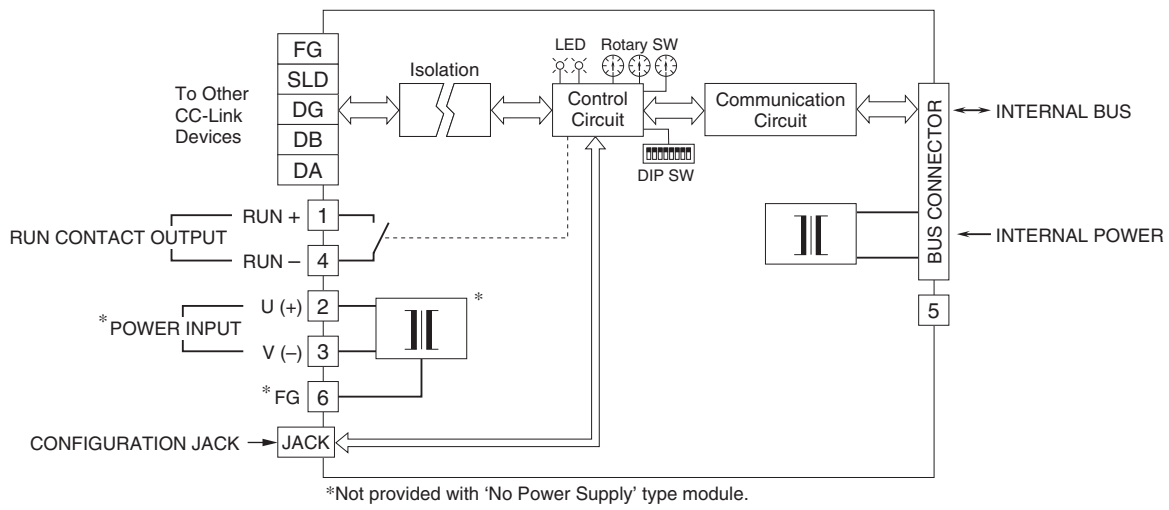 FG
SLD
DG
DB
DA
To Other
CC-Link
Devices
Isolation
LED
Rotary SW
Control
Circuit
DIP SW
Communication
Circuit
BUS CONNECTOR
INTERNAL BUS
INTERNAL POWER
5
RUN CONTACT OUTPUT
RUN + 1
RUN – 4
*POWER INPUT
U (+) 2
V (–) 3
*
*FG 6
CONFIGURATION JACK
JACK
*Not provided with ‘No Power Supply’ type module.